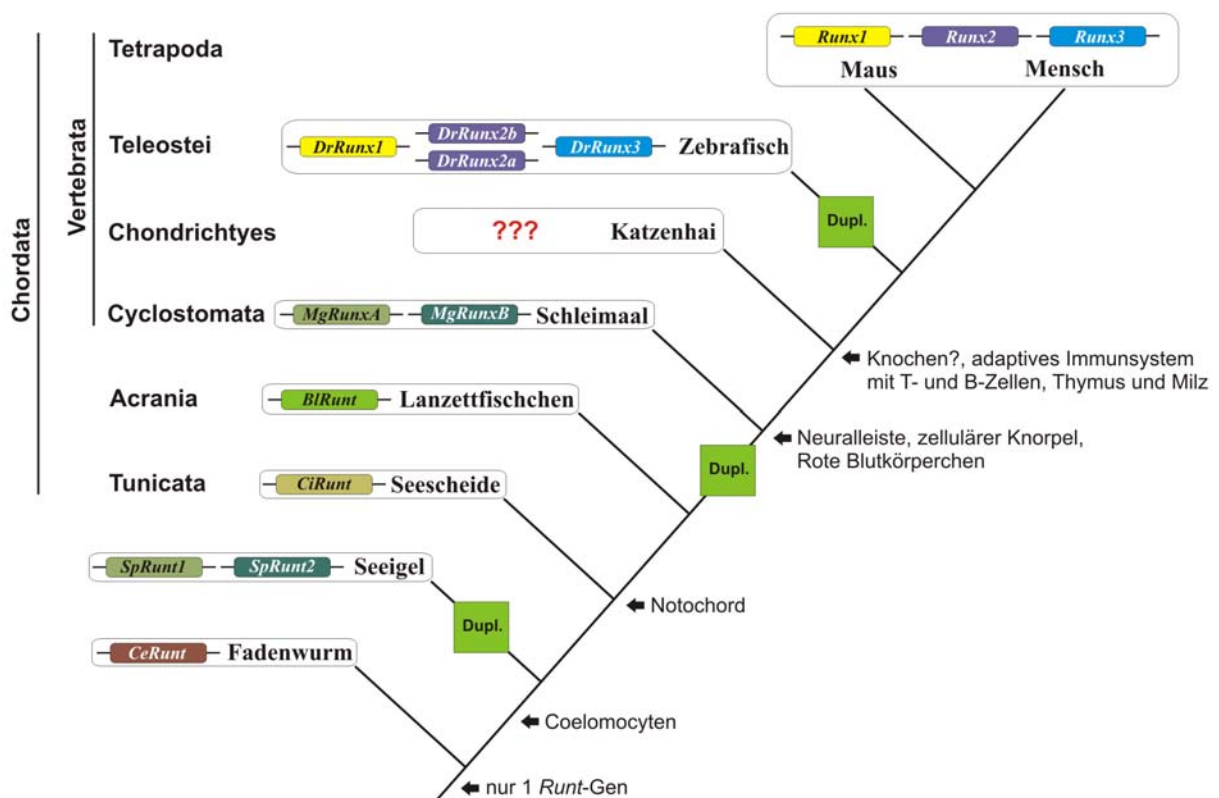 Chordata
Vertebrata
Tetrapoda
Runx1 Runx2 Runx3
Maus Mensch
Teleostei
DrRunx1 DrRunx2b DrRunx3 Zebrafisch
DrRunx2a
Dupl.
Chondrichtyes
??? Katzenhai
Cyclostomata
MgRunxA MgRunxB Schleimaal
Knochen?, adaptives Immunsystem
mit T- und B-Zellen, Thymus und Milz
Acrania
BlRunt Lanzettfischchen
Neuralleiste, zellulärer Knorpel,
Rote Blutkörperchen
Dupl.
Tunicata
CiRunt Seescheide
SpRunt1 SpRunt2 Seeigel
Notochord
Dupl.
CeRunt Fadenwurm
Coelomocyten
nur 1 Runt-Gen